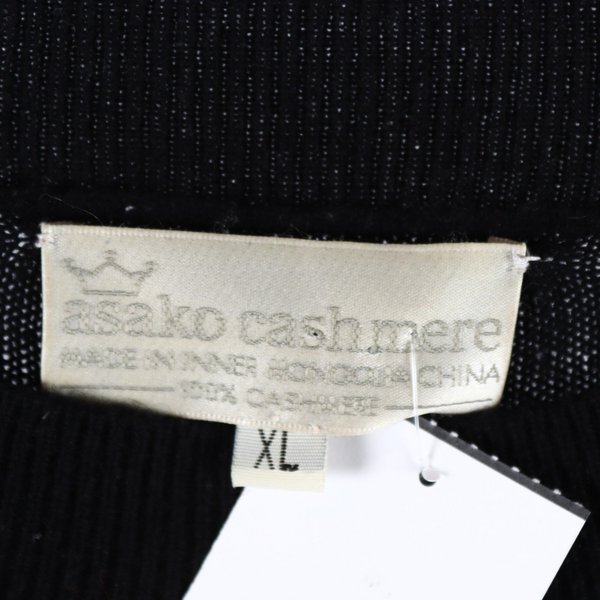 asako cashmere
MADE IN INNER MONGOLIA CHINA
100% CASHMERE
XL